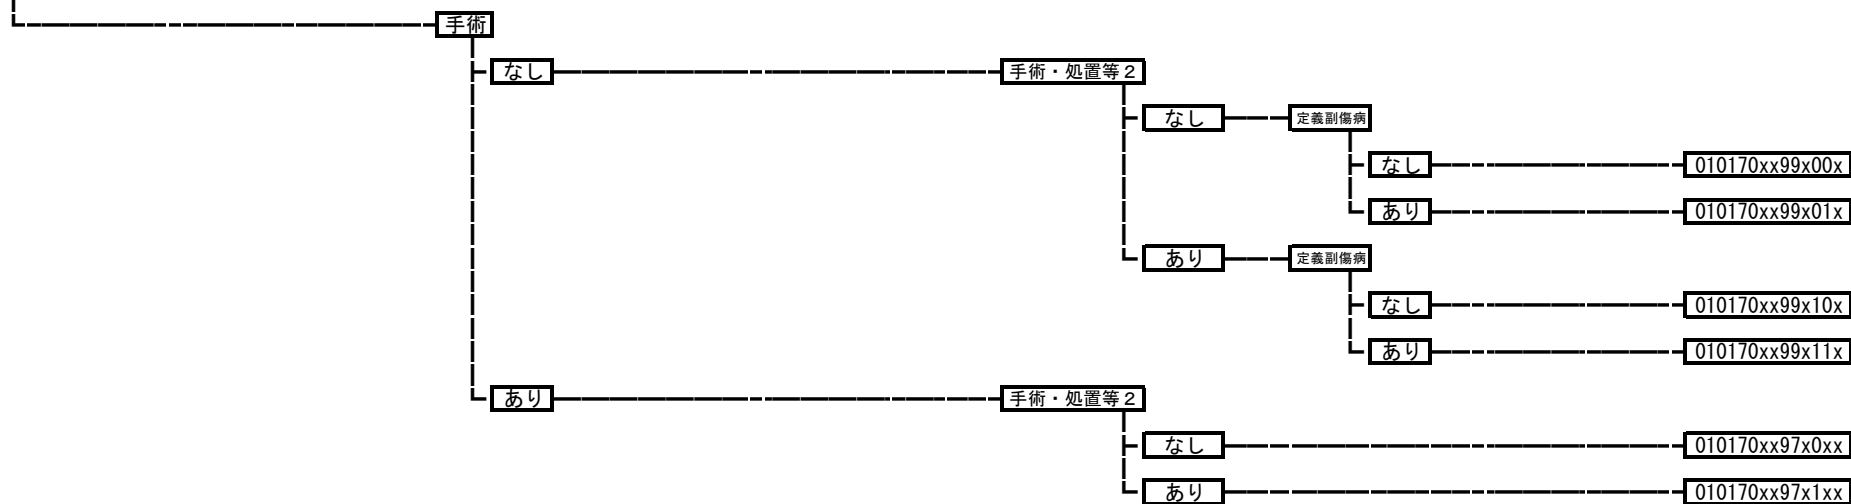 手術
なし 手術・処置等2
なし 定義副傷病
なし 010170xx99x00x
あり 010170xx99x01x
あり 定義副傷病
なし 010170xx99x10x
あり 010170xx99x11x
あり 手術・処置等2
なし 010170xx97x0xx
あり 010170xx97x1xx